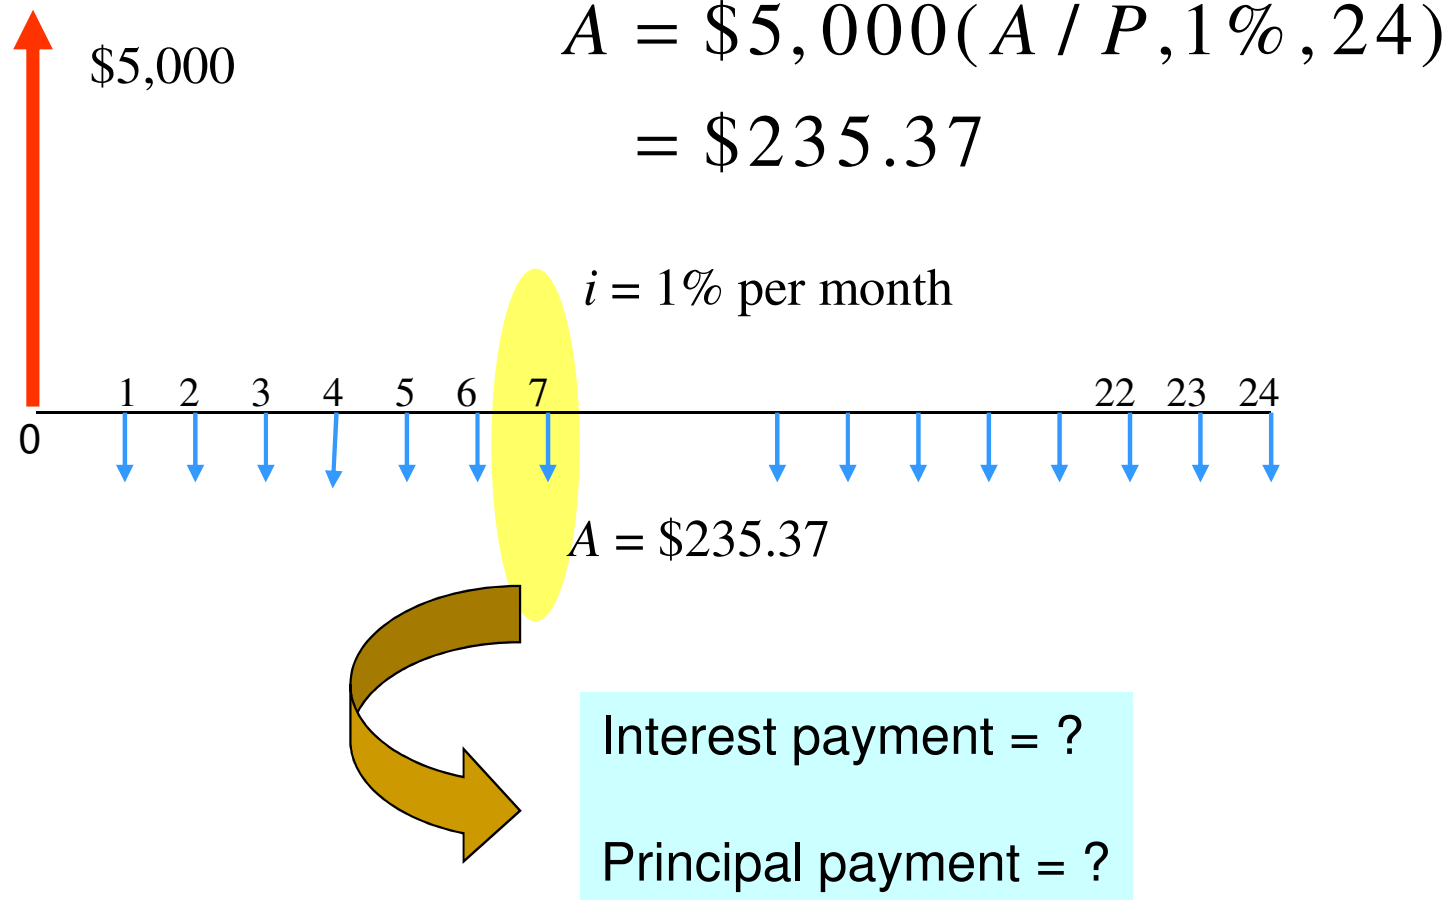 A = $5,000(A / P,1%,24)
$5,000
= $235.37
i = 1% per month
1 2 3 4 5 6 7 22 23 24
0
A = $235.37
Interest payment = ?
Principal payment = ?